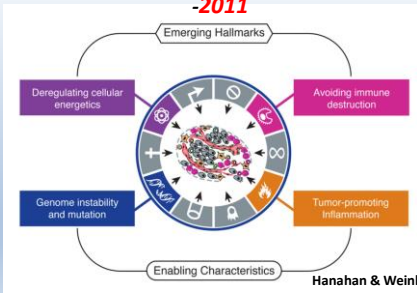 -2011
Emerging Hallmarks
Deregulating cellular
energetics
Avoiding immune
destruction
Genome instability
and mutation
Tumor-promoting
Inflammation
Enabling Characteristics
Hanahan &